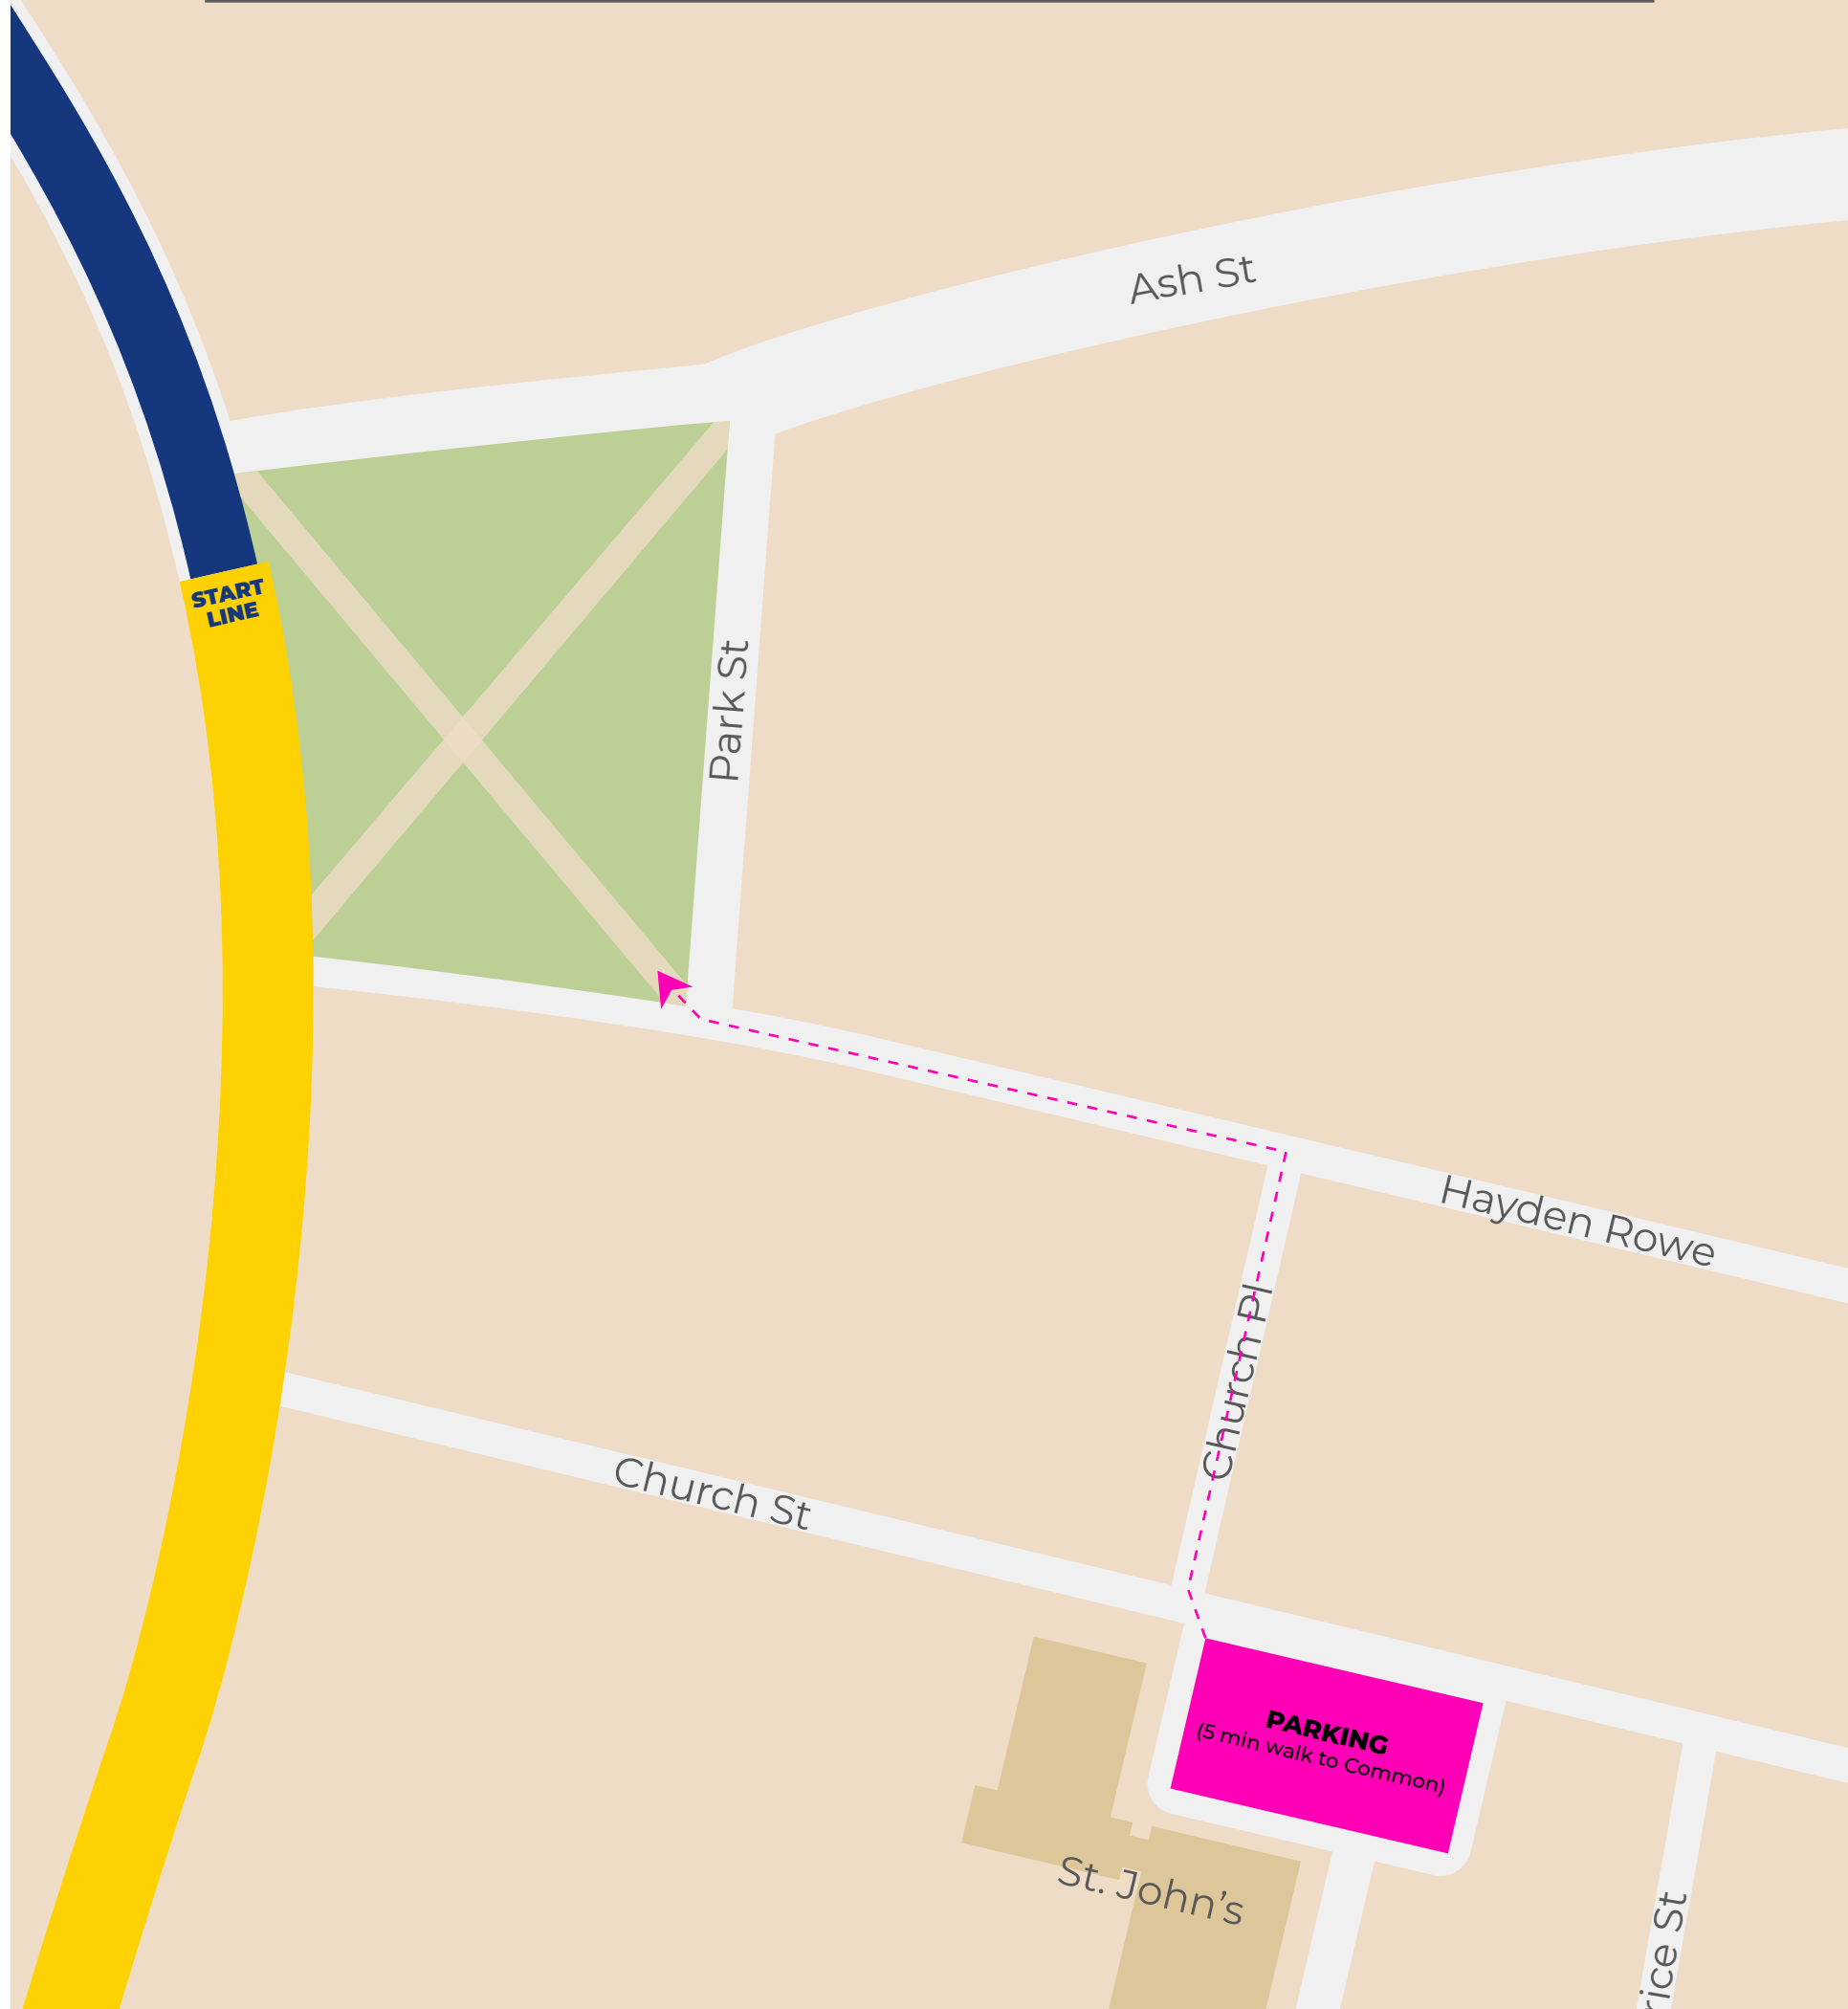 Ash St
START
LINE
Park St
Hayden Rowe
Church Pl
Church St
PARKING
(5 min walk to Common)
St. John's